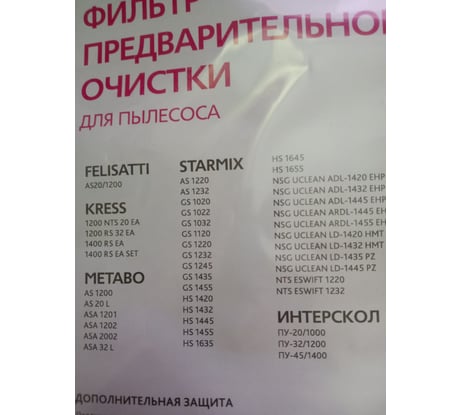 ФИЛЬТР
ПРЕДВАРИТЕЛЬНОЙ
ОЧИСТКИ
ДЛЯ ПЫЛЕСОСА
FELISATTI
AS20/1200
KRESS
1200 NTS 20 EA
1200 RS 32 EA
1400 RS EA
1400 RS EA SET
METABO
AS 1200
AS 20 L
ASA 1201
ASA 1202
ASA 2002
ASA 32 L
STARMIX
AS 1220
AS 1232
GS 1020
GS 1022
GS 1032
HS 1120
GS 1220
GS 1232
GS 1245
GS 1435
GS 1455
HS 1420
HS 1432
HS 1445
HS 1455
HS 1635
HS 1645
HS 1655
NSG UCLEAN ADL-1420 EHP
NSG UCLEAN ADL-1432 EHP
NSG UCLEAN ADL-1445 EHP
NSG UCLEAN ARDL-1445 EH
NSG UCLEAN ARDL-1455 EH
NSG UCLEAN LD-1420 HMT
NSG UCLEAN LD-1432 HMT
NSG UCLEAN LD-1435 PZ
NSG UCLEAN LD-1445 PZ
NTS ESWIFT 1220
NTS ESWIFT 1232
ИНТЕРСКОЛ
ПУ-20/1000
ПУ-32/1200
ПУ-45/1400
ДОПОЛНИТЕЛЬНАЯ ЗАЩИТА